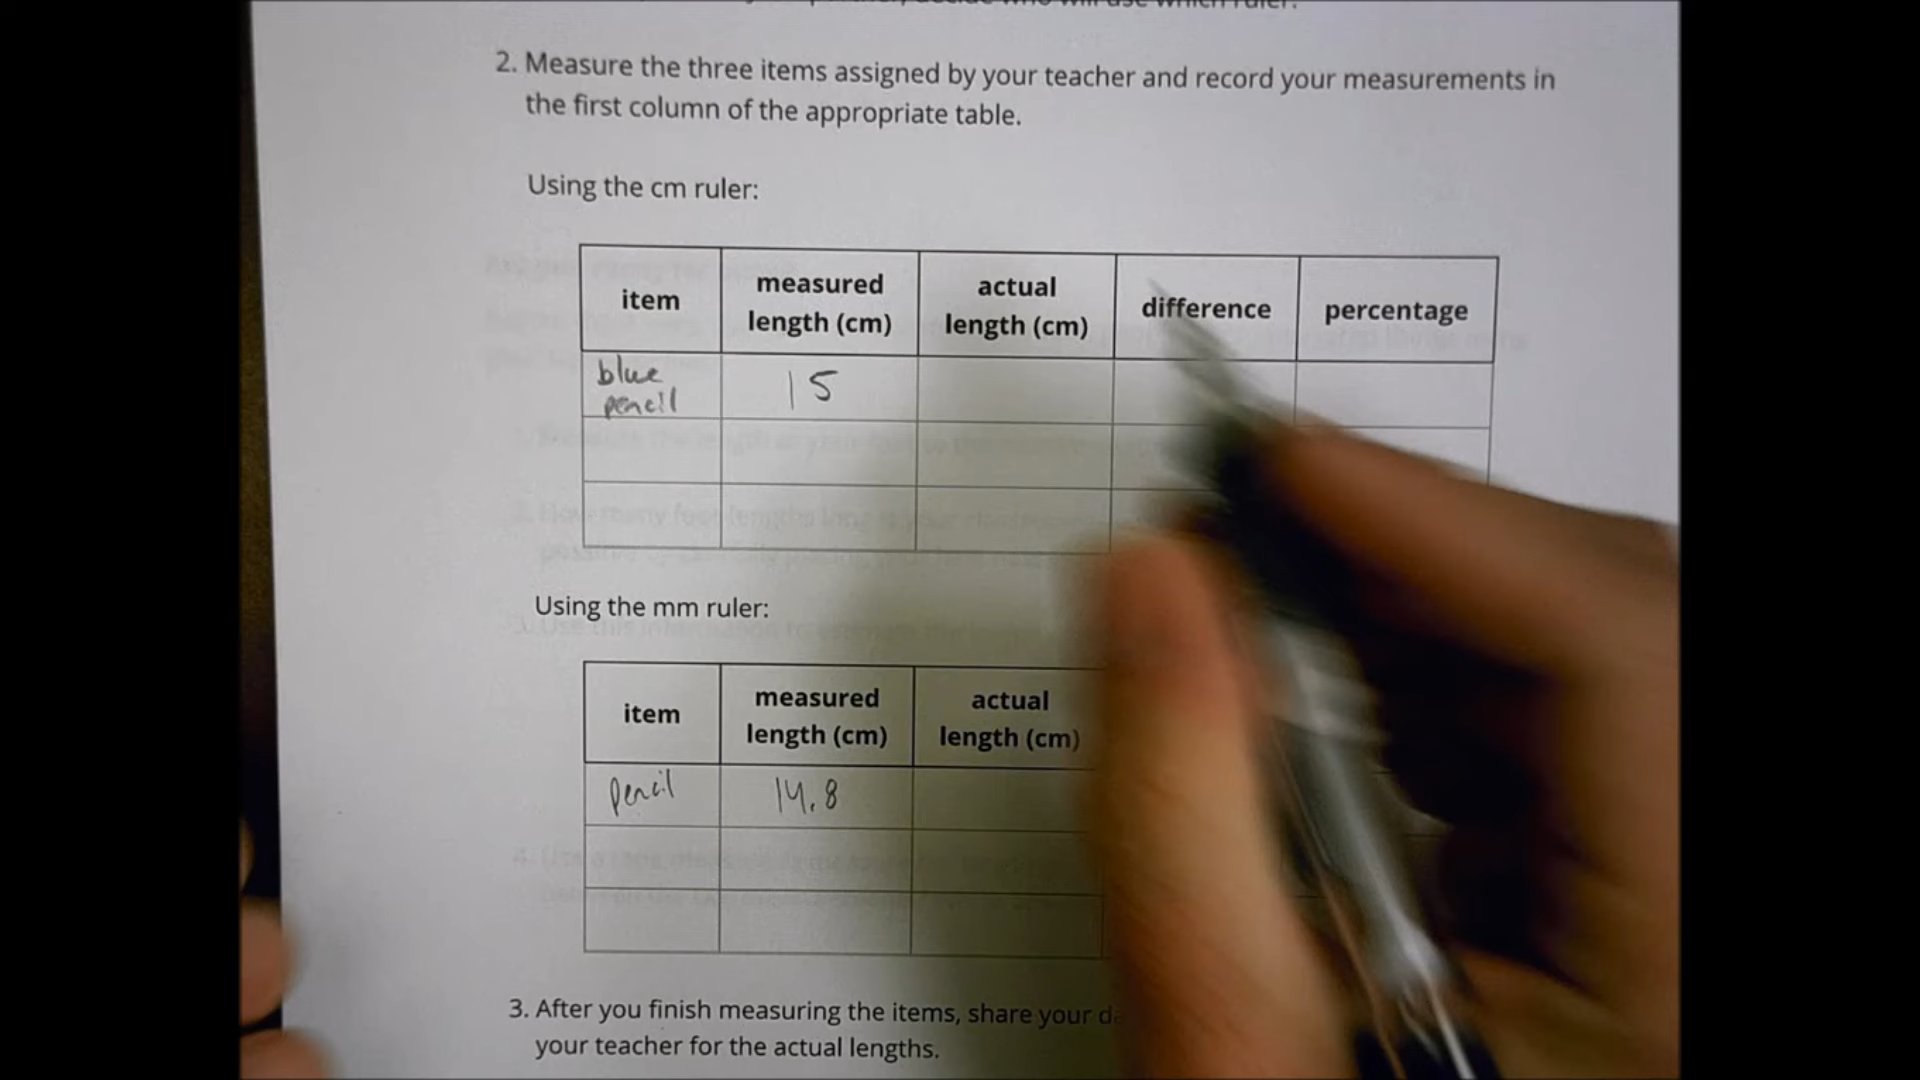 2. Measure the three items assigned by your teacher and record your measurements in
the first column of the appropriate table.
Using the cm ruler:
item measured length (cm) actual length (cm) difference percentage
blue pencil 15
Using the mm ruler:
item measured length (cm) actual length (cm)
pencil 14.8
3. After you finish measuring the items, share your
your teacher for the actual lengths.